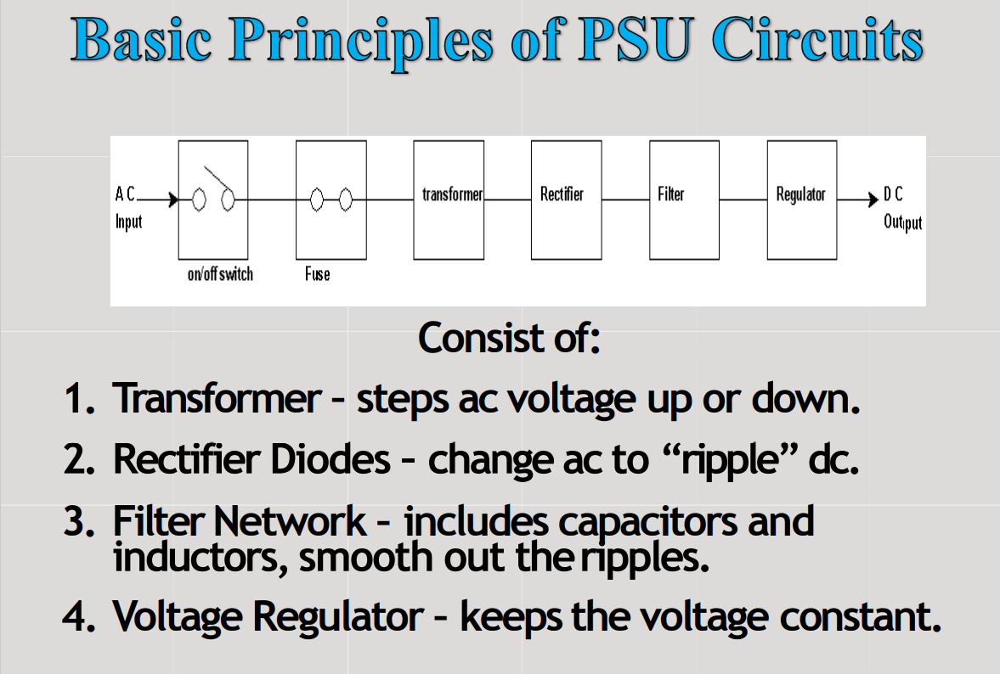 Basic Principles of PSU Circuits
A C
Input
on/off switch
Fuse
transformer
Rectifier
Filter
Regulator
D C
Output
Consist of:
1. Transformer – steps ac voltage up or down.
2. Rectifier Diodes – change ac to “ripple” dc.
3. Filter Network – includes capacitors and
inductors, smooth out the ripples.
4. Voltage Regulator – keeps the voltage constant.